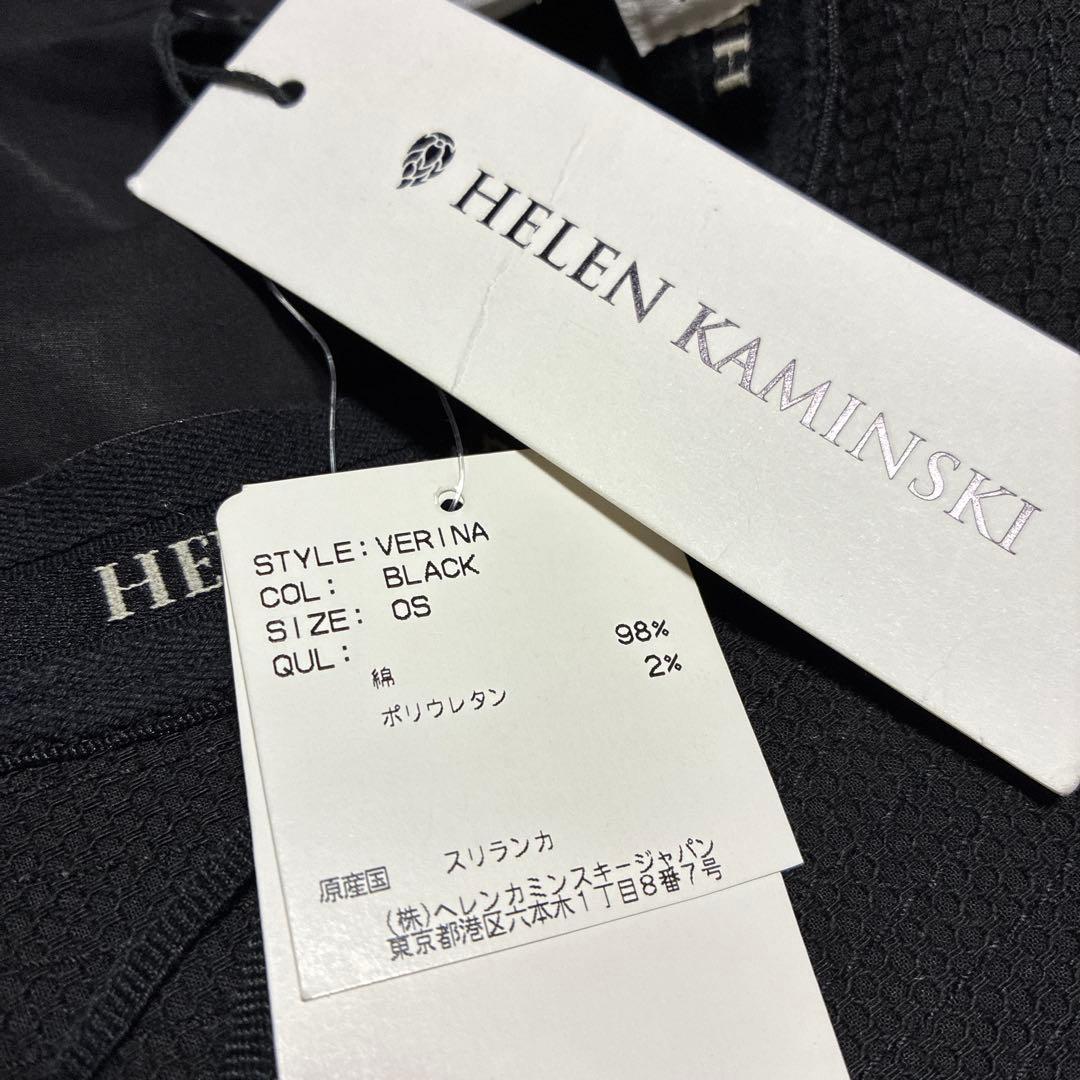 H
HELEN KAMINSKI
HE
STYLE: VERINA
COL: BLACK
SIZE: OS
QUL:
綿 98%
ポリウレタン 2%
原産国 スリランカ
(株)ヘレンカミンスキージャパン
東京都港区六本木1丁目8番7号